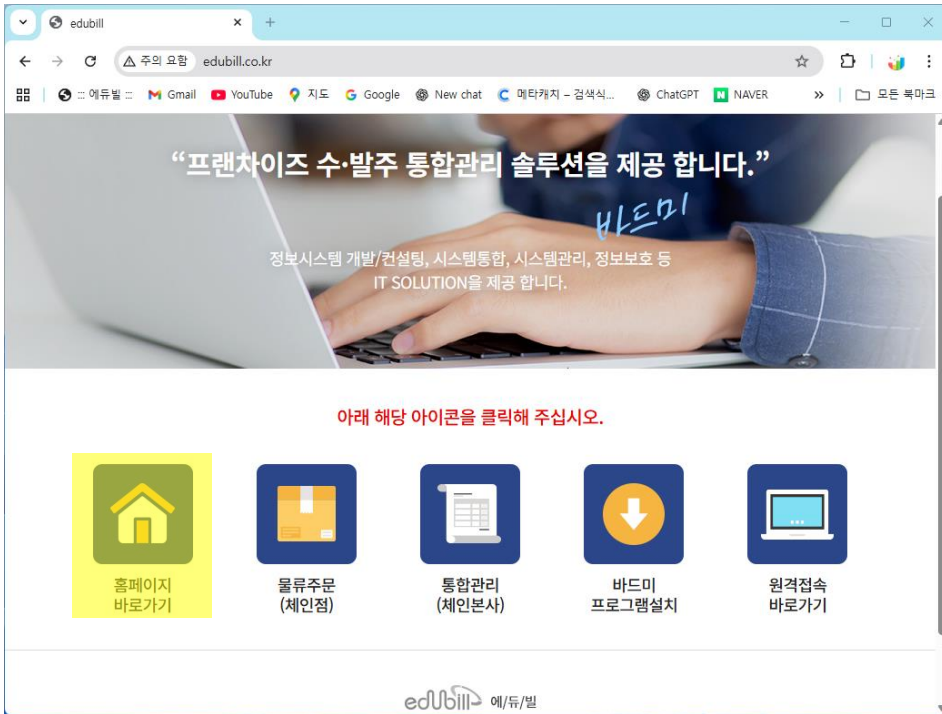 edubill
주의 요함 edubill.co.kr
::: 에듀빌 ::: Gmail YouTube 지도 Google New chat 메타캐치 – 검색식... ChatGPT NAVER » 모든 북마크
“프랜차이즈 수·발주 통합관리 솔루션을 제공 합니다.”
바드미
정보시스템 개발/컨설팅, 시스템통합, 시스템관리, 정보보호 등
IT SOLUTION을 제공 합니다.
아래 해당 아이콘을 클릭해 주십시오.
홈페이지
바로가기
물류주문
(체인점)
통합관리
(체인본사)
바드미
프로그램설치
원격접속
바로가기
edUbill 에/듀/빌